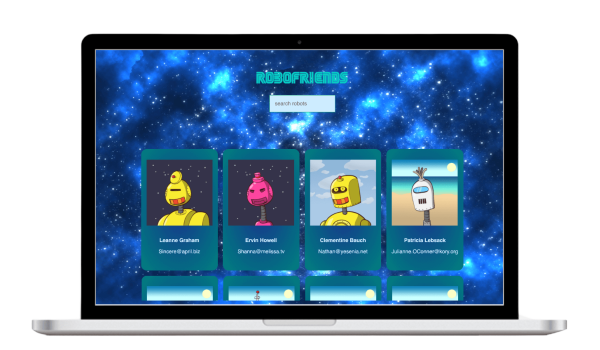 ROBOFRIENDS
search robots
Leanne Graham
Sincere@april.biz
Ervin Howell
Shanna@melissa.tv
Clementine Bauch
Nathan@yesenia.net
Patricia Lebsack
Julianne.OConner@kory.org